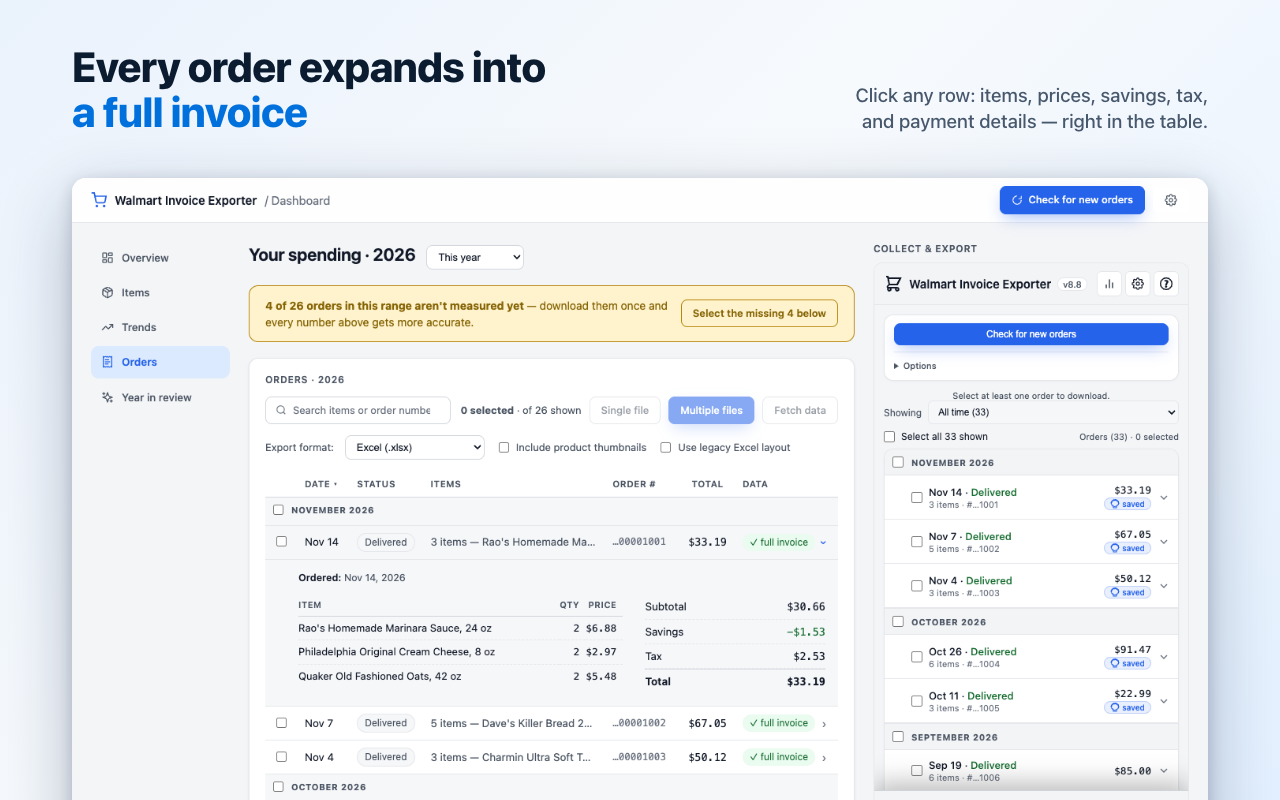 Every order expands into
a full invoice
Click any row: items, prices, savings, tax,
and payment details — right in the table.
Walmart Invoice Exporter / Dashboard
Check for new orders
Overview
Items
Trends
Orders
Year in review
Your spending · 2026
This year
4 of 26 orders in this range aren't measured yet — download them once and
every number above gets more accurate.
Select the missing 4 below
ORDERS · 2026
Search items or order numbe
0 selected · of 26 shown
Single file
Multiple files
Fetch data
Export format:
Excel (.xlsx)
Include product thumbnails
Use legacy Excel layout
DATE STATUS ITEMS ORDER # TOTAL DATA
NOVEMBER 2026
Nov 14 Delivered 3 items — Rao's Homemade Ma... …00001001 $33.19 ✓ full invoice
Ordered: Nov 14, 2026
ITEM QTY PRICE
Rao's Homemade Marinara Sauce, 24 oz 2 $6.88
Philadelphia Original Cream Cheese, 8 oz 2 $2.97
Quaker Old Fashioned Oats, 42 oz 2 $5.48
Subtotal $30.66
Savings −$1.53
Tax $2.53
Total $33.19
Nov 7 Delivered 5 items — Dave's Killer Bread 2... …00001002 $67.05 ✓ full invoice ›
Nov 4 Delivered 3 items — Charmin Ultra Soft T... …00001003 $50.12 ✓ full invoice ›
OCTOBER 2026
COLLECT & EXPORT
Walmart Invoice Exporter v8.8
Check for new orders
Options
Select at least one order to download.
Showing All time (33)
Select all 33 shown Orders (33) · 0 selected
NOVEMBER 2026
Nov 14 · Delivered $33.19
3 items · #…1001 saved
Nov 7 · Delivered $67.05
5 items · #…1002 saved
Nov 4 · Delivered $50.12
3 items · #…1003 saved
OCTOBER 2026
Oct 26 · Delivered $91.47
6 items · #…1004 saved
Oct 11 · Delivered $22.99
3 items · #…1005 saved
SEPTEMBER 2026
Sep 19 · Delivered $85.00
6 items · #…1006